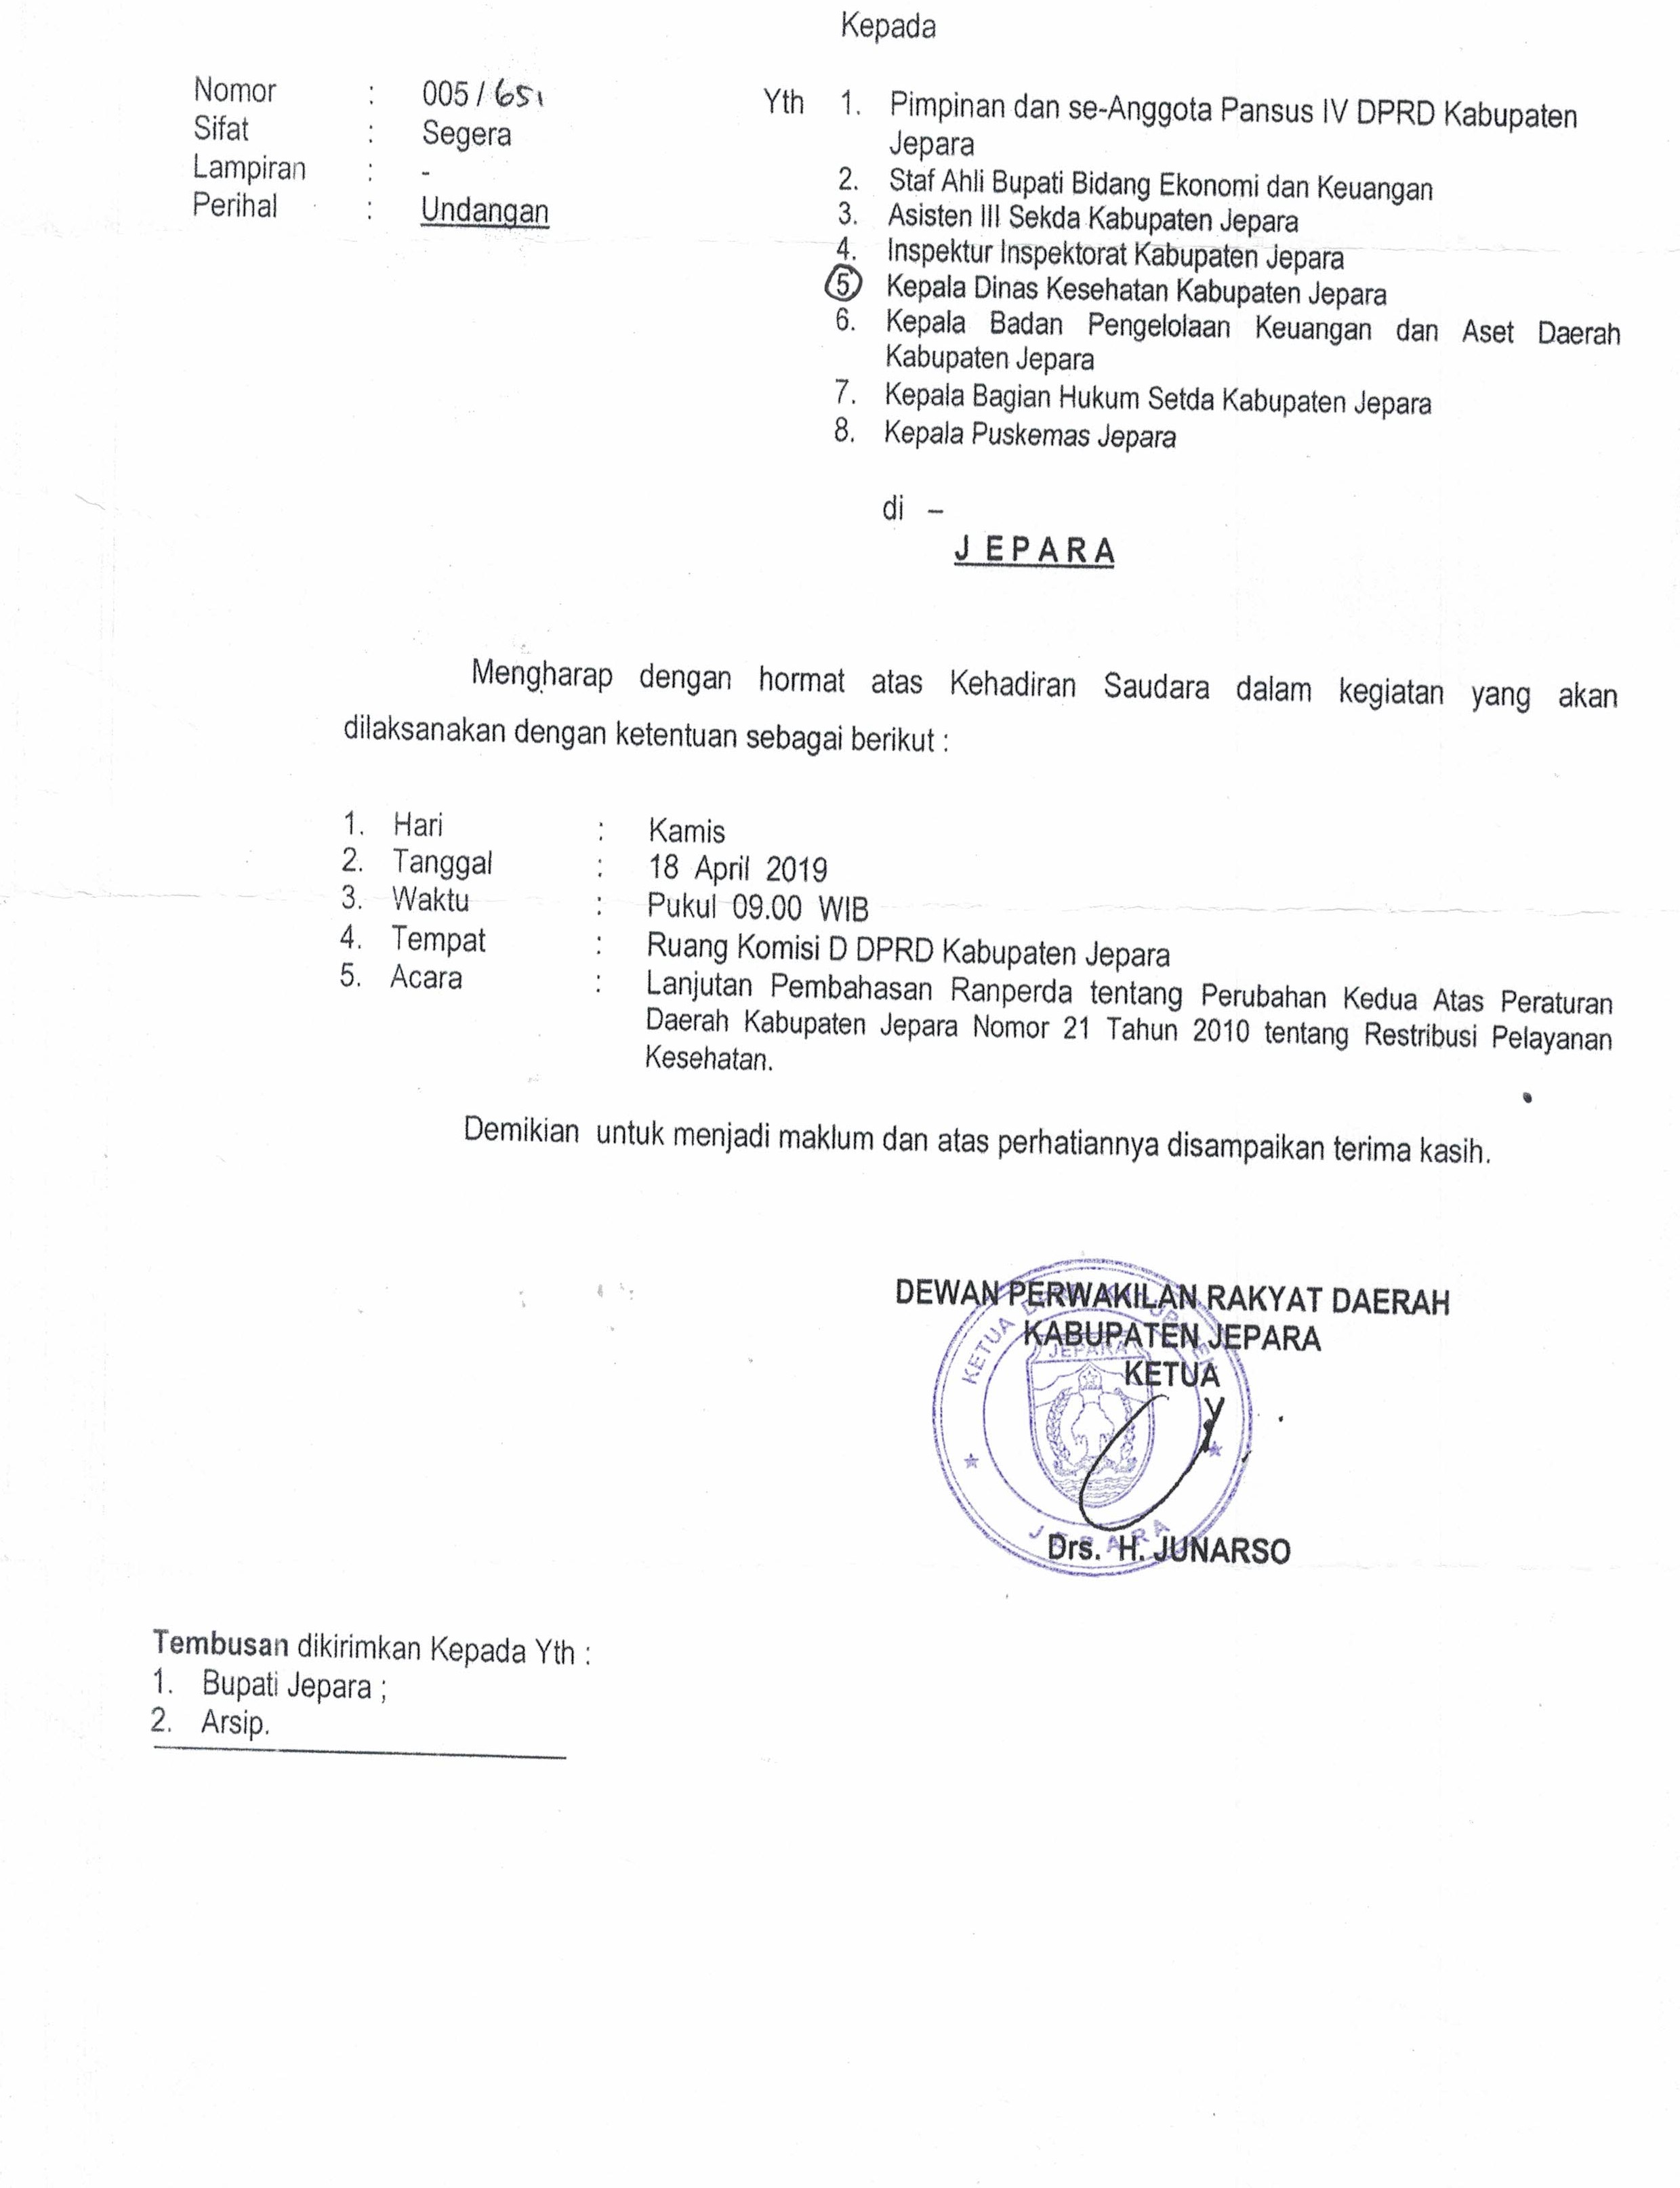 Kepada
Nomor : 005 / 651
Sifat : Segera
Lampiran : -
Perihal : Undangan
Yth 1. Pimpinan dan se-Anggota Pansus IV DPRD Kabupaten
Jepara
2. Staf Ahli Bupati Bidang Ekonomi dan Keuangan
3. Asisten III Sekda Kabupaten Jepara
4. Inspektur Inspektorat Kabupaten Jepara
5 Kepala Dinas Kesehatan Kabupaten Jepara
6. Kepala Badan Pengelolaan Keuangan dan Aset Daerah
Kabupaten Jepara
7. Kepala Bagian Hukum Setda Kabupaten Jepara
8. Kepala Puskemas Jepara
di –
J E P A R A
Mengharap dengan hormat atas Kehadiran Saudara dalam kegiatan yang akan
dilaksanakan dengan ketentuan sebagai berikut :
1. Hari : Kamis
2. Tanggal : 18 April 2019
3. Waktu : Pukul 09.00 WIB
4. Tempat : Ruang Komisi D DPRD Kabupaten Jepara
5. Acara : Lanjutan Pembahasan Ranperda tentang Perubahan Kedua Atas Peraturan
Daerah Kabupaten Jepara Nomor 21 Tahun 2010 tentang Restribusi Pelayanan
Kesehatan.
Demikian untuk menjadi maklum dan atas perhatiannya disampaikan terima kasih.
DEWAN PERWAKILAN RAKYAT DAERAH
KABUPATEN JEPARA
KETUA
KETUA DPRD KABUPATEN
JEPARA
JEPARA
Drs. H. JUNARSO
Tembusan dikirimkan Kepada Yth :
1. Bupati Jepara ;
2. Arsip.